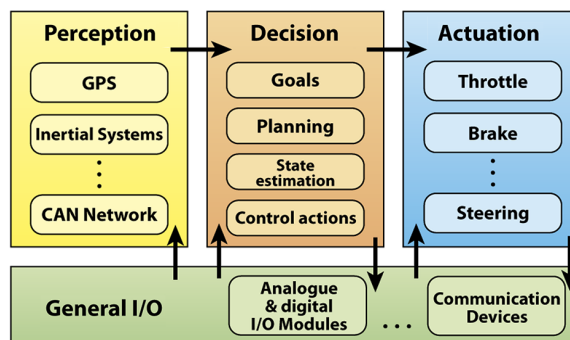 Perception
GPS
Inertial Systems
⋮
CAN Network
Decision
Goals
Planning
State
estimation
Control actions
Actuation
Throttle
Brake
⋮
Steering
General I/O
Analogue
& digital
I/O Modules
...
Communication
Devices